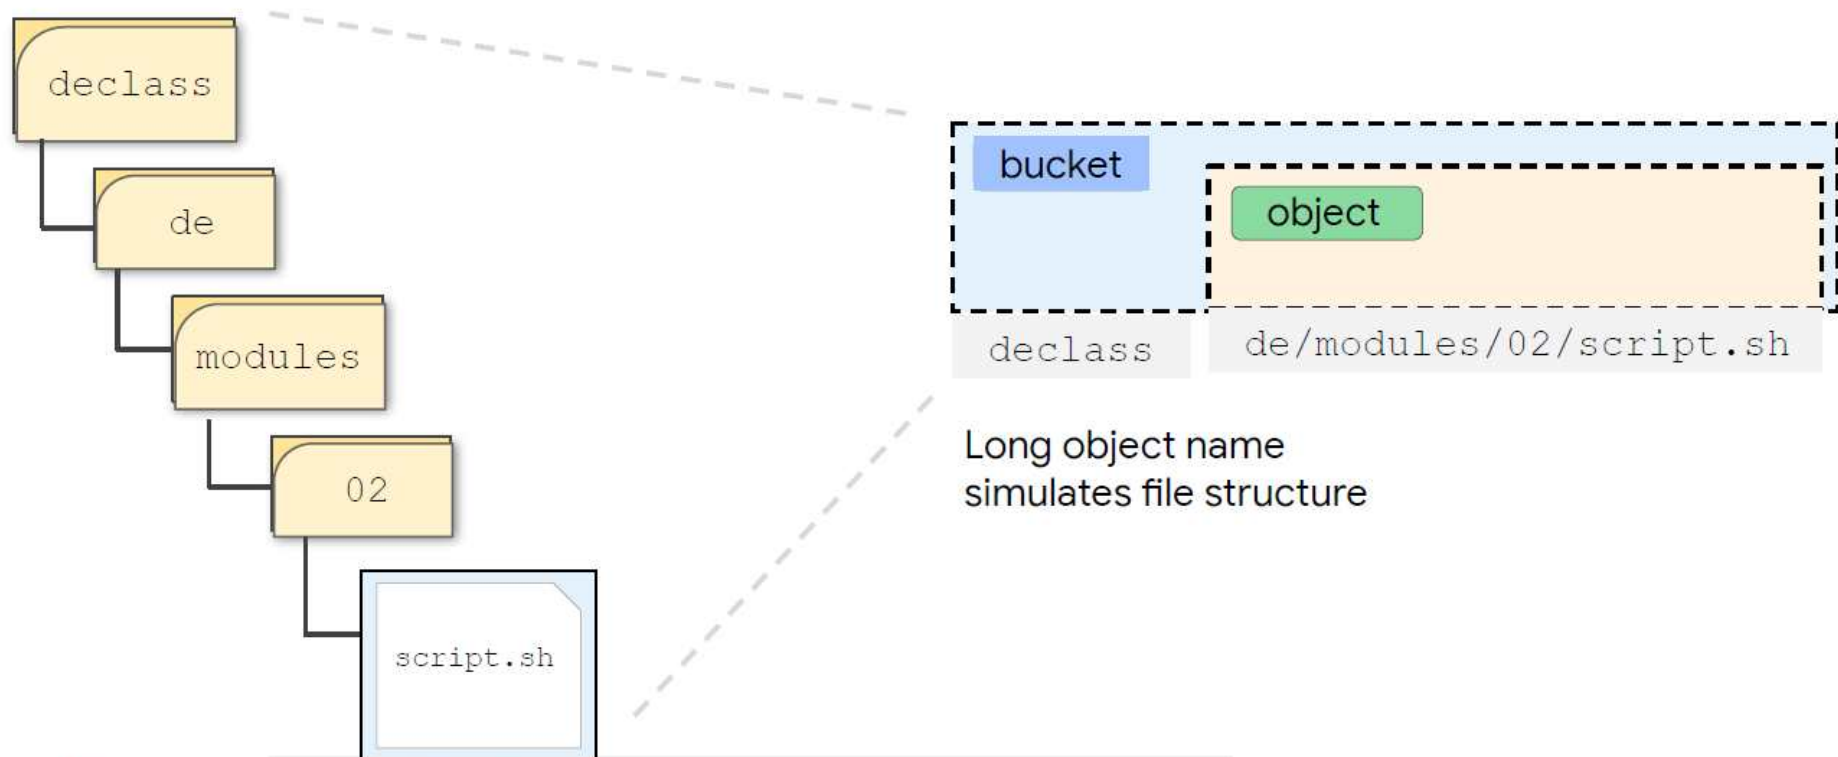 declass
de
modules
02
script.sh
bucket
object
declass
de/modules/02/script.sh
Long object name
simulates file structure